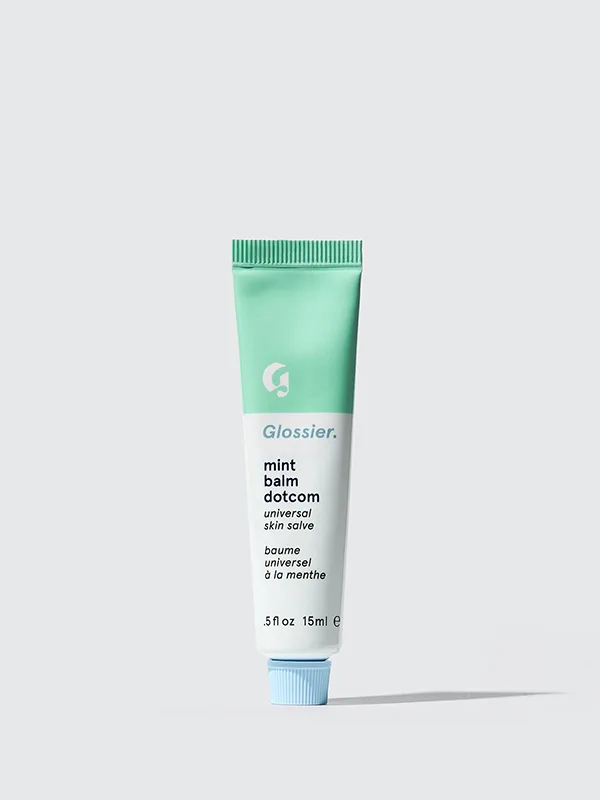 G
Glossier.
mint
balm
dotcom
universal
skin salve
baume
universel
à la menthe
.5 fl oz 15ml ℮